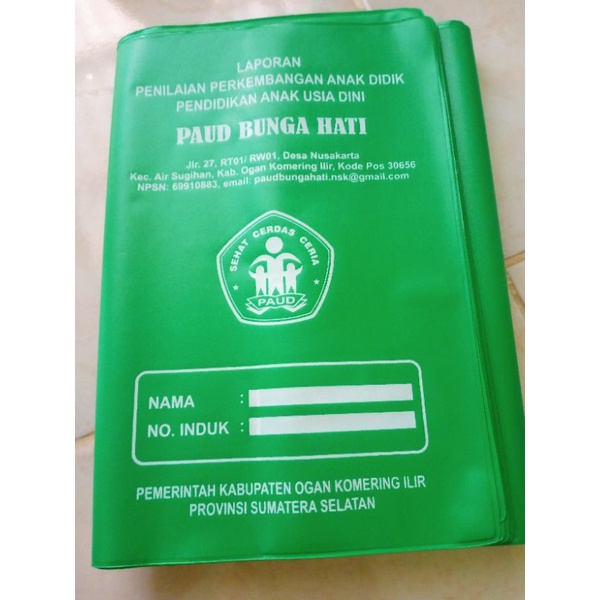 LAPORAN
PENILAIAN PERKEMBANGAN ANAK DIDIK
PENDIDIKAN ANAK USIA DINI
PAUD BUNGA HATI
Jlr. 27, RT01/ RW01, Desa Nusakarta
Kec. Air Sugihan, Kab. Ogan Komering Ilir, Kode Pos 30656
NPSN: 69910863, email: paudbungahati.nsk@gmail.com
SEHAT CERDAS CERIA
PAUD
NAMA :
NO. INDUK :
PEMERINTAH KABUPATEN OGAN KOMERING ILIR
PROVINSI SUMATERA SELATAN